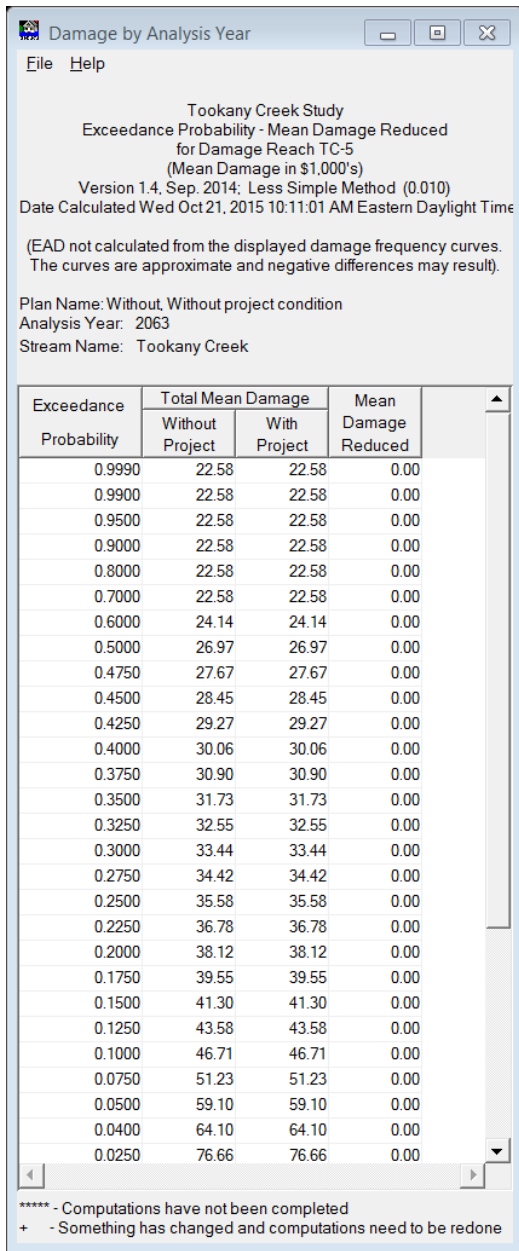 Damage by Analysis Year
File Help
Tookany Creek Study
Exceedance Probability - Mean Damage Reduced
for Damage Reach TC-5
(Mean Damage in $1,000's)
Version 1.4, Sep. 2014; Less Simple Method (0.010)
Date Calculated Wed Oct 21, 2015 10:11:01 AM Eastern Daylight Time
(EAD not calculated from the displayed damage frequency curves.
The curves are approximate and negative differences may result).
Plan Name: Without, Without project condition
Analysis Year: 2063
Stream Name: Tookany Creek
Exceedance Total Mean Damage Mean
Probability Without With Damage
Project Project Reduced
0.9990 22.58 22.58 0.00
0.9900 22.58 22.58 0.00
0.9500 22.58 22.58 0.00
0.9000 22.58 22.58 0.00
0.8000 22.58 22.58 0.00
0.7000 22.58 22.58 0.00
0.6000 24.14 24.14 0.00
0.5000 26.97 26.97 0.00
0.4750 27.67 27.67 0.00
0.4500 28.45 28.45 0.00
0.4250 29.27 29.27 0.00
0.4000 30.06 30.06 0.00
0.3750 30.90 30.90 0.00
0.3500 31.73 31.73 0.00
0.3250 32.55 32.55 0.00
0.3000 33.44 33.44 0.00
0.2750 34.42 34.42 0.00
0.2500 35.58 35.58 0.00
0.2250 36.78 36.78 0.00
0.2000 38.12 38.12 0.00
0.1750 39.55 39.55 0.00
0.1500 41.30 41.30 0.00
0.1250 43.58 43.58 0.00
0.1000 46.71 46.71 0.00
0.0750 51.23 51.23 0.00
0.0500 59.10 59.10 0.00
0.0400 64.10 64.10 0.00
0.0250 76.66 76.66 0.00
***** - Computations have not been completed
+ - Something has changed and computations need to be redone